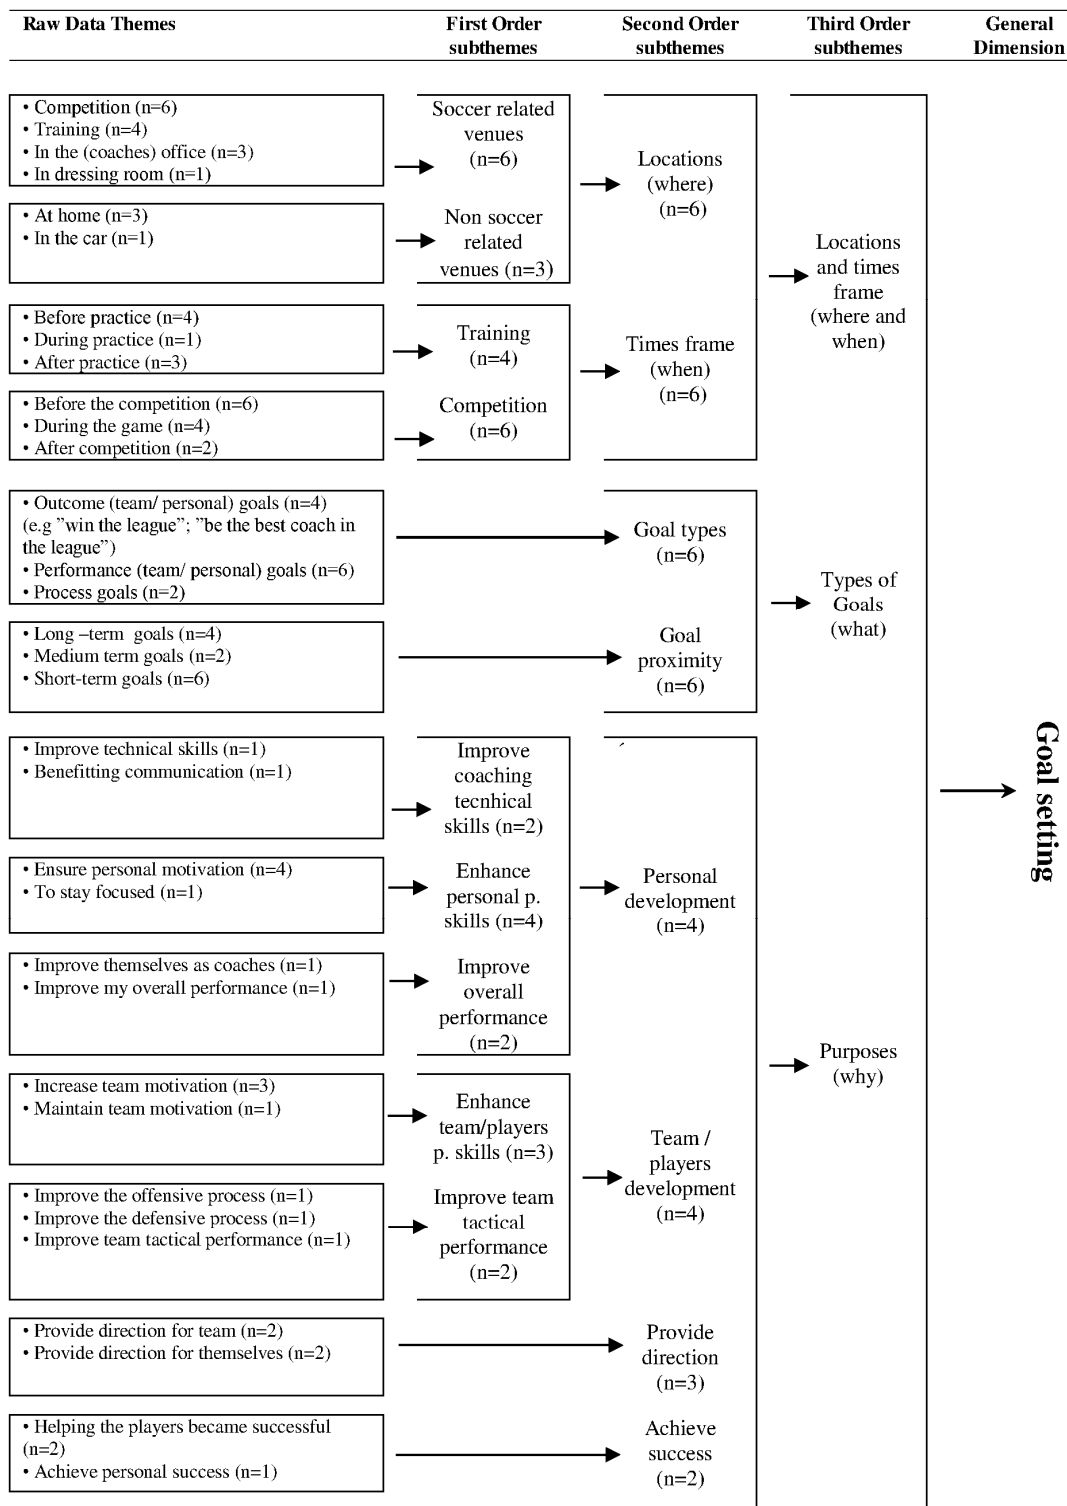 Raw Data Themes
First Order
subthemes
Second Order
subthemes
Third Order
subthemes
General
Dimension
• Competition (n=6)
• Training (n=4)
• In the (coaches) office (n=3)
• In dressing room (n=1)
Soccer related
venues
(n=6)
Locations
(where)
(n=6)
• At home (n=3)
• In the car (n=1)
Non soccer
related
venues (n=3)
Locations
and times
frame
(where and
when)
• Before practice (n=4)
• During practice (n=1)
• After practice (n=3)
Training
(n=4)
Times frame
(when)
(n=6)
• Before the competition (n=6)
• During the game (n=4)
• After competition (n=2)
Competition
(n=6)
• Outcome (team/ personal) goals (n=4)
(e.g ”win the league”; ”be the best coach in
the league”)
• Performance (team/ personal) goals (n=6)
• Process goals (n=2)
Goal types
(n=6)
Types of
Goals
(what)
• Long –term  goals (n=4)
• Medium term goals (n=2)
• Short-term goals (n=6)
Goal
proximity
(n=6)
• Improve technical skills (n=1)
• Benefitting communication (n=1)
Improve
coaching
tecnhical
skills (n=2)
Goal setting
• Ensure personal motivation (n=4)
• To stay focused (n=1)
Enhance
personal p.
skills (n=4)
Personal
development
(n=4)
• Improve themselves as coaches (n=1)
• Improve my overall performance (n=1)
Improve
overall
performance
(n=2)
Purposes
(why)
• Increase team motivation (n=3)
• Maintain team motivation (n=1)
Enhance
team/players
p. skills (n=3)
Team /
players
development
(n=4)
• Improve the offensive process (n=1)
• Improve the defensive process (n=1)
• Improve team tactical performance (n=1)
Improve team
tactical
performance
(n=2)
• Provide direction for team (n=2)
• Provide direction for themselves (n=2)
Provide
direction
(n=3)
• Helping the players became successful
(n=2)
• Achieve personal success (n=1)
Achieve
success
(n=2)